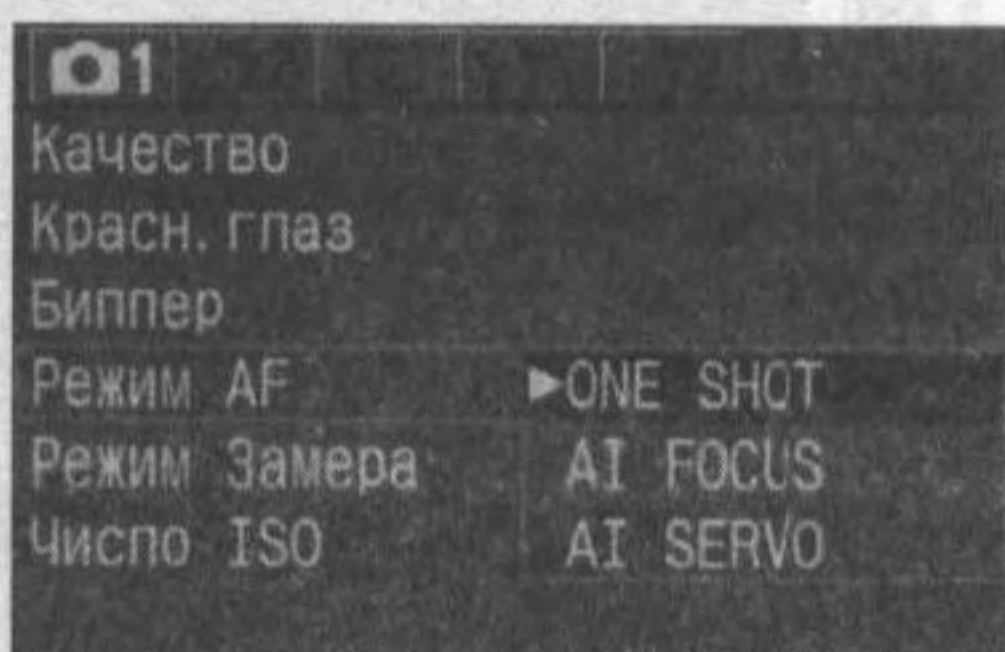 1
Качество
Красн. глаз
Биппер
Режим AF ►ONE SHOT
Режим Замера AI FOCUS
Число ISO AI SERVO